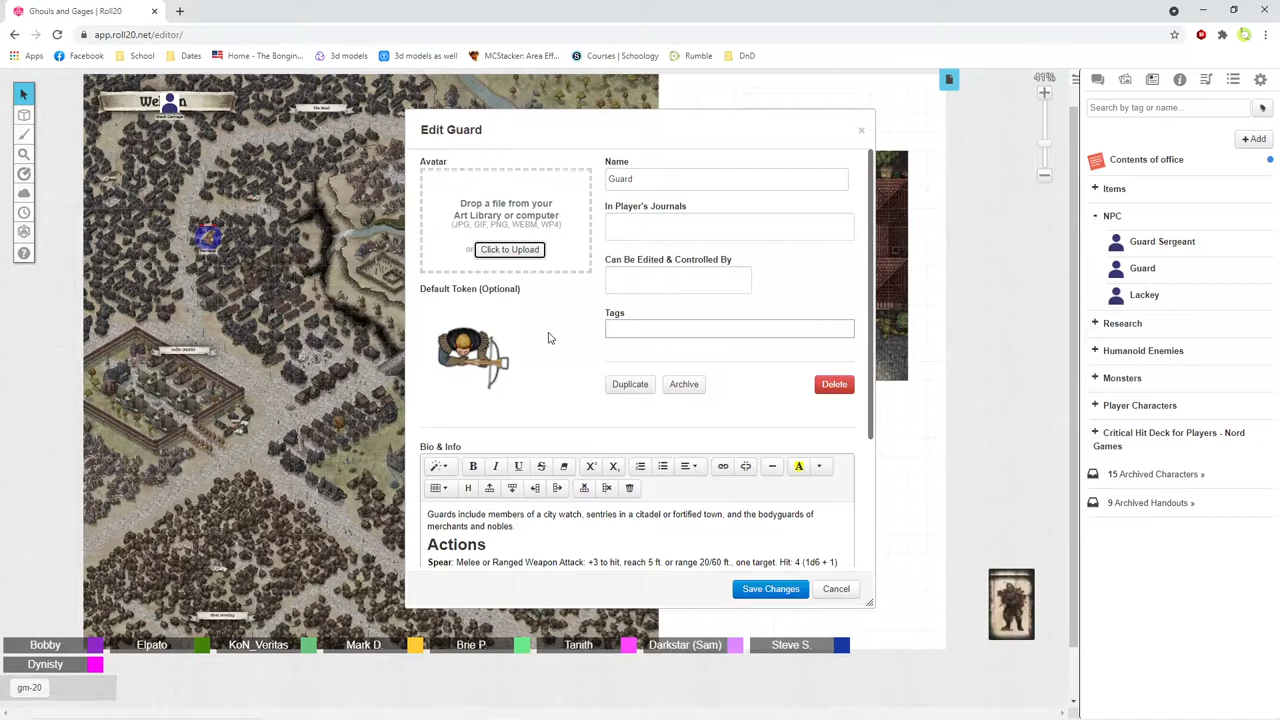 Ghouls and Gages | Roll20
app.roll20.net/editor/
Apps
Facebook
School
Dates
Home - The Bonging...
3d models
3d models as well
MCStacker: Area Eff...
Courses | Schoology
Rumble
DnD
41%
Search by tag or name...
+ Add
Contents of office
Items
NPC
Guard Sergeant
Guard
Lackey
Research
Humanoid Enemies
Monsters
Player Characters
Critical Hit Deck for Players - Nord
Games
15 Archived Characters »
9 Archived Handouts »
Edit Guard
Avatar
Drop a file from your
Art Library or computer
(JPG, GIF, PNG, WEBM, WP4)
or Click to Upload
Default Token (Optional)
Name
Guard
In Player's Journals
Can Be Edited & Controlled By
Tags
Duplicate
Archive
Delete
Bio & Info
Guards include members of a city watch, sentries in a citadel or fortified town, and the bodyguards of
merchants and nobles.
Actions
Spear: Melee or Ranged Weapon Attack: +3 to hit, reach 5 ft. or range 20/60 ft., one target. Hit: 4 (1d6 + 1)
Save Changes
Cancel
Bobby
Elpato
KoN_Veritas
Mark D.
Brie P.
Tanith
Darkstar (Sam)
Steve S.
Dynisty
gm-20